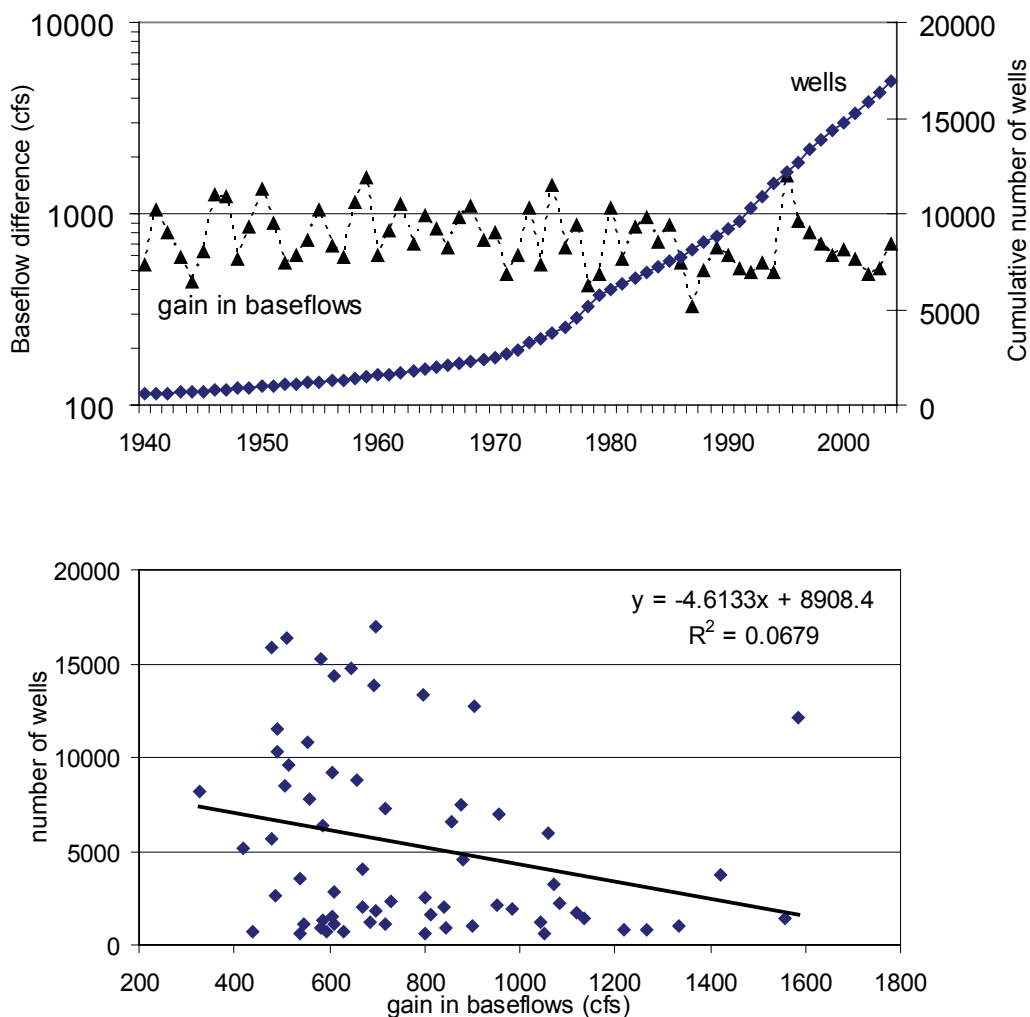 10000
1000
100
Baseflow difference (cfs)
wells
gain in baseflows
20000
15000
10000
5000
0
Cumulative number of wells
1940 1950 1960 1970 1980 1990 2000
20000
15000
10000
5000
0
number of wells
y = -4.6133x + 8908.4
R² = 0.0679
200 400 600 800 1000 1200 1400 1600 1800
gain in baseflows (cfs)